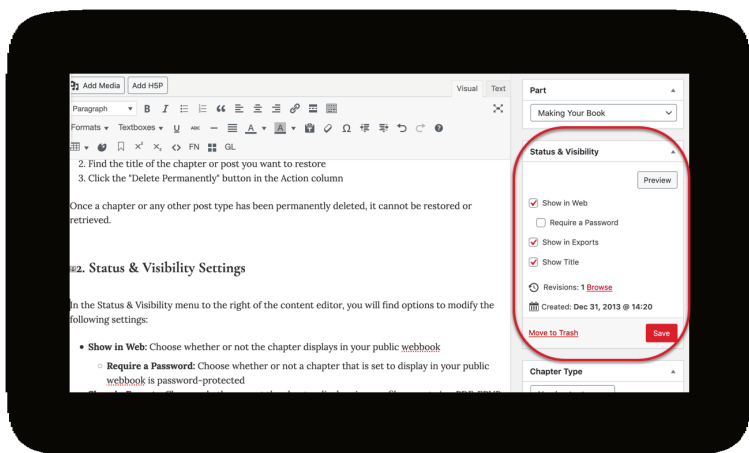 Add Media Add H5P
Visual Text
Paragraph B I
Formats Textboxes U ABC A A Ω
X² X₂ <> FN GL
2. Find the title of the chapter or post you want to restore
3. Click the "Delete Permanently" button in the Action column
Once a chapter or any other post type has been permanently deleted, it cannot be restored or
retrieved.
2. Status & Visibility Settings
In the Status & Visibility menu to the right of the content editor, you will find options to modify the
following settings:
• Show in Web: Choose whether or not the chapter displays in your public webbook
◦ Require a Password: Choose whether or not a chapter that is set to display in your public
webbook is password-protected
Part
Making Your Book
Status & Visibility
Preview
Show in Web
Require a Password
Show in Exports
Show Title
Revisions: 1 Browse
Created: Dec 31, 2013 @ 14:20
Move to Trash Save
Chapter Type